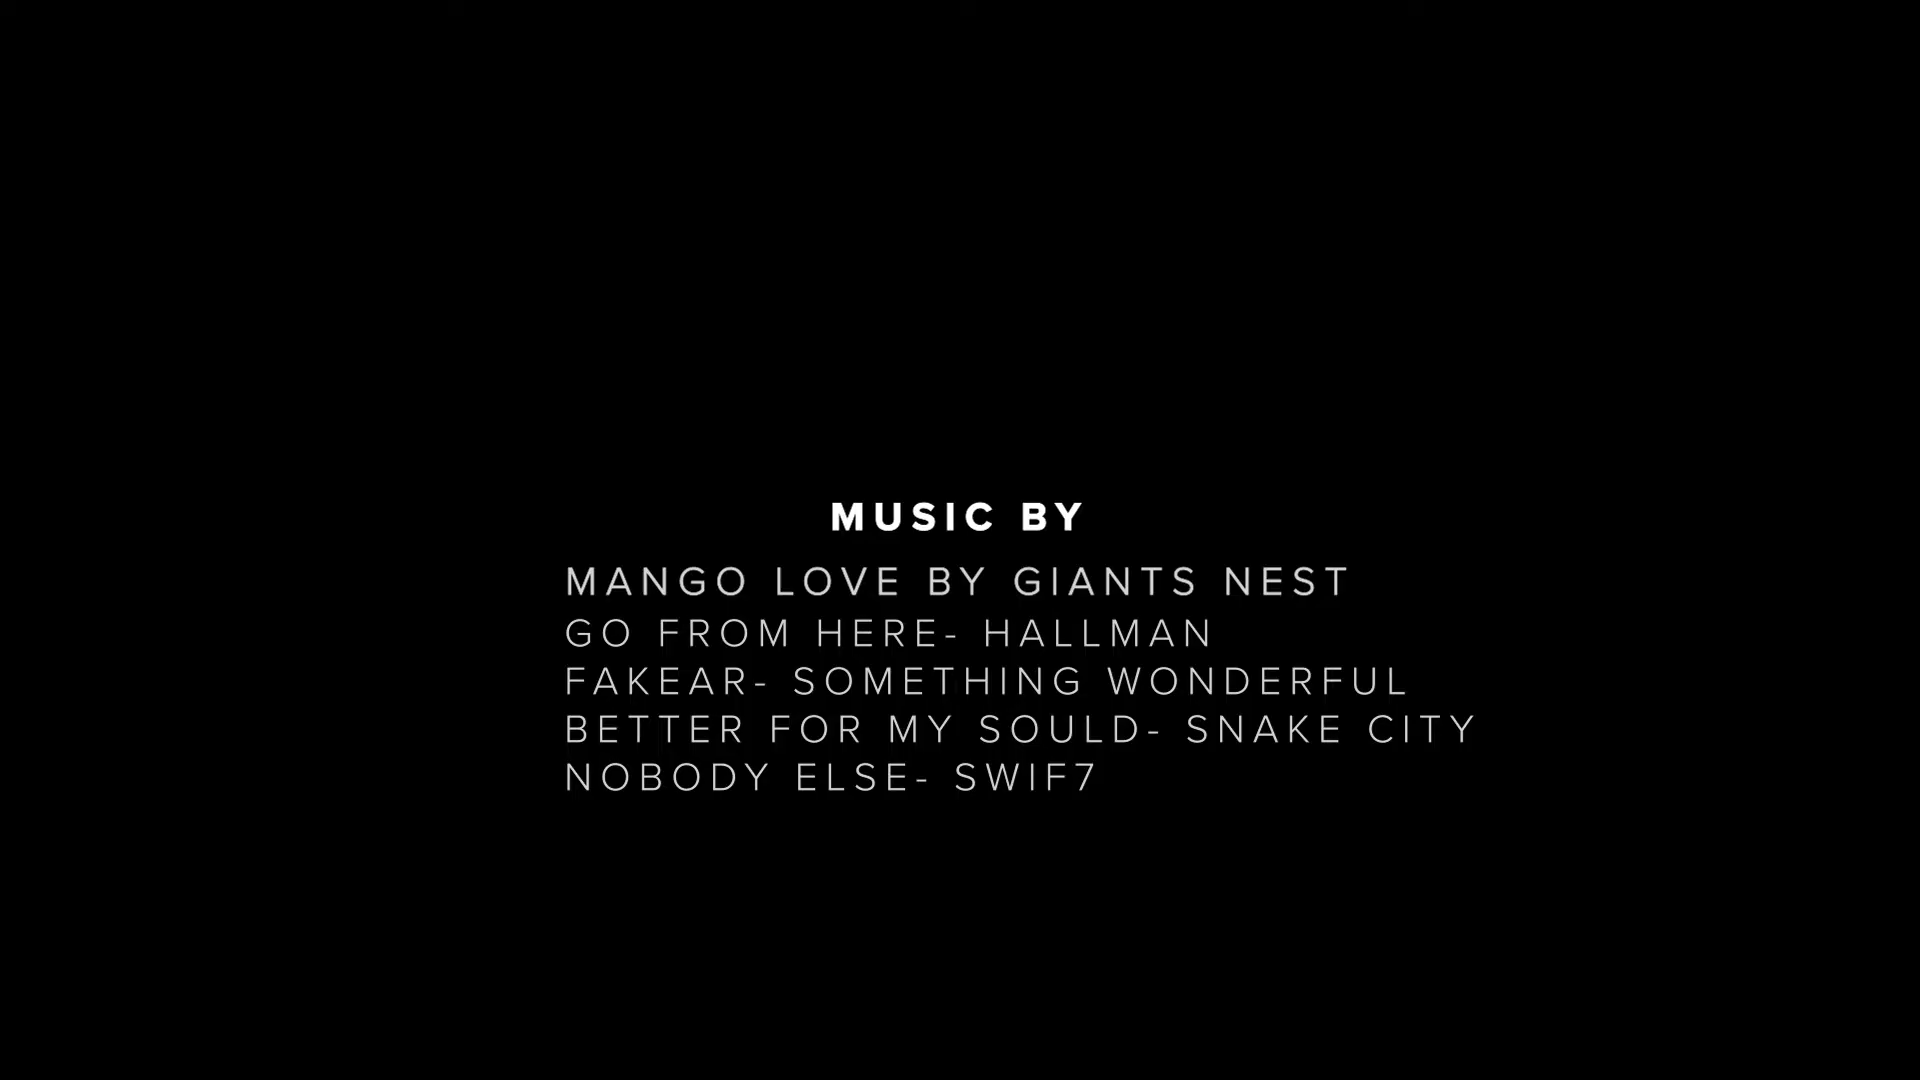 MUSIC BY
MANGO LOVE BY GIANTS NEST
GO FROM HERE- HALLMAN
FAKEAR- SOMETHING WONDERFUL
BETTER FOR MY SOULD- SNAKE CITY
NOBODY ELSE- SWIF7